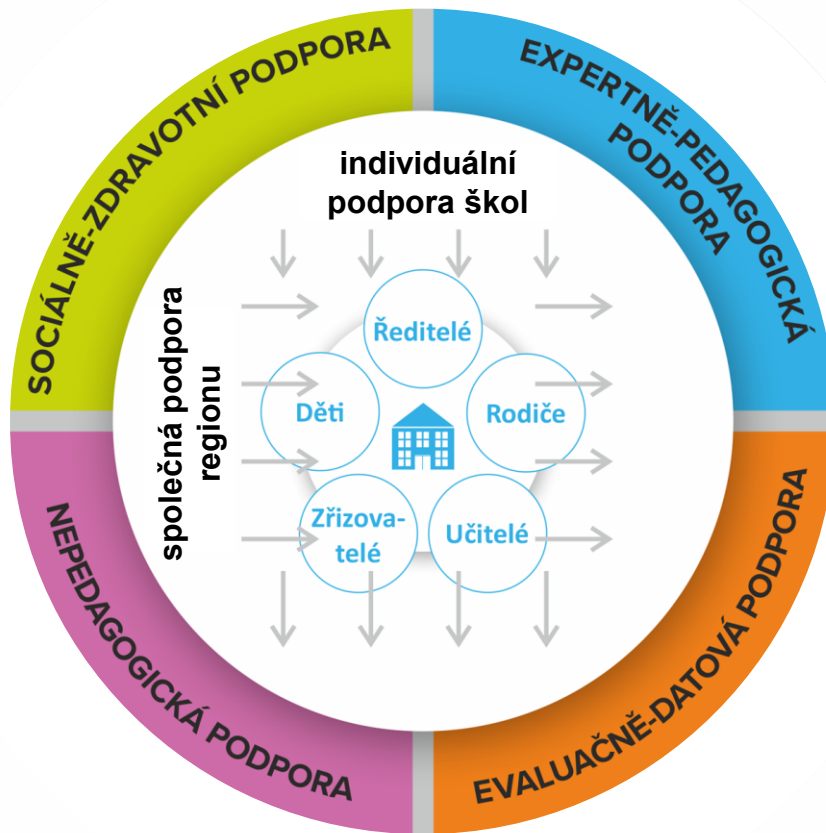 SOCIÁLNĚ-ZDRAVOTNÍ PODPORA
EXPERTNĚ-PEDAGOGICKÁ
PODPORA
individuální
podpora škol
společná podpora
regionu
Ředitelé
Děti
Rodiče
Zřizova-
telé
Učitelé
NEPEDAGOGICKÁ PODPORA
EVALUAČNĚ-DATOVÁ PODPORA